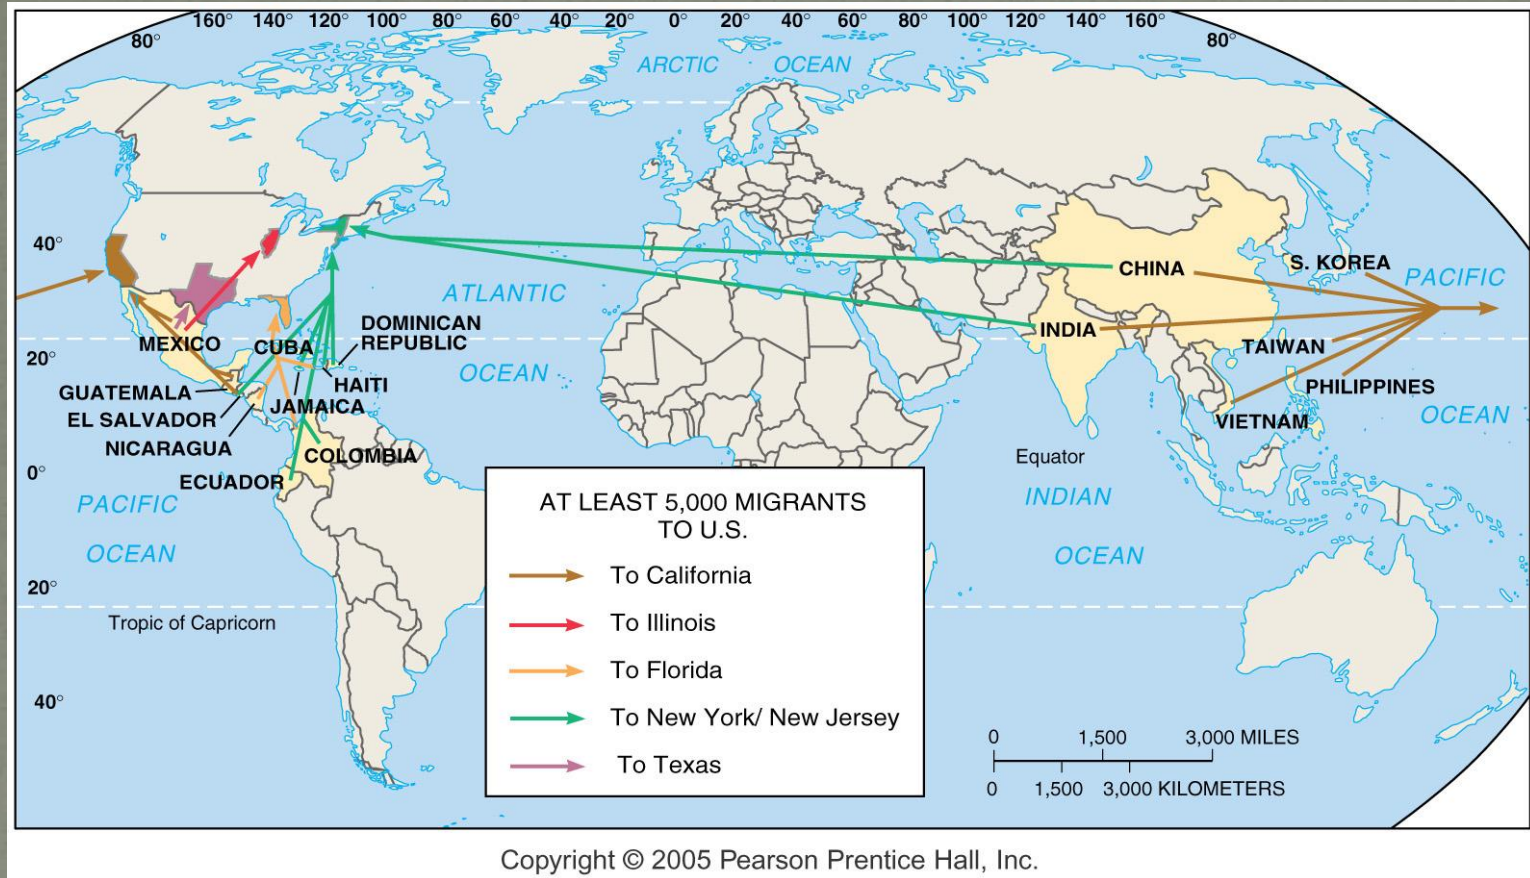 160° 140° 120° 100° 80° 60° 40° 20° 0° 20° 40° 60° 80° 100° 120° 140° 160°
80°
80°
ARCTIC OCEAN
40°
20°
0°
20°
40°
ATLANTIC
OCEAN
PACIFIC
OCEAN
PACIFIC
OCEAN
INDIAN
OCEAN
Equator
Tropic of Capricorn
MEXICO
CUBA
DOMINICAN
REPUBLIC
HAITI
JAMAICA
GUATEMALA
EL SALVADOR
NICARAGUA
COLOMBIA
ECUADOR
CHINA
S. KOREA
INDIA
TAIWAN
PHILIPPINES
VIETNAM
AT LEAST 5,000 MIGRANTS
TO U.S.
To California
To Illinois
To Florida
To New York/ New Jersey
To Texas
0 1,500 3,000 MILES
0 1,500 3,000 KILOMETERS
Copyright © 2005 Pearson Prentice Hall, Inc.